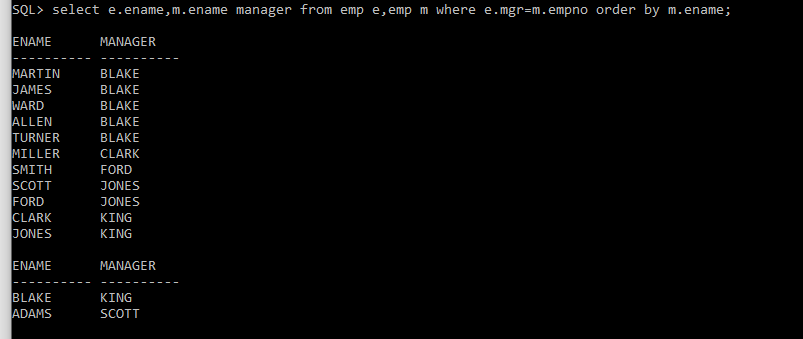 SQL> select e.ename,m.ename manager from emp e,emp m where e.mgr=m.empno order by m.ename;
ENAME      MANAGER
---------- ----------
MARTIN     BLAKE
JAMES      BLAKE
WARD       BLAKE
ALLEN      BLAKE
TURNER     BLAKE
MILLER     CLARK
SMITH      FORD
SCOTT      JONES
FORD       JONES
CLARK      KING
JONES      KING
ENAME      MANAGER
---------- ----------
BLAKE      KING
ADAMS      SCOTT